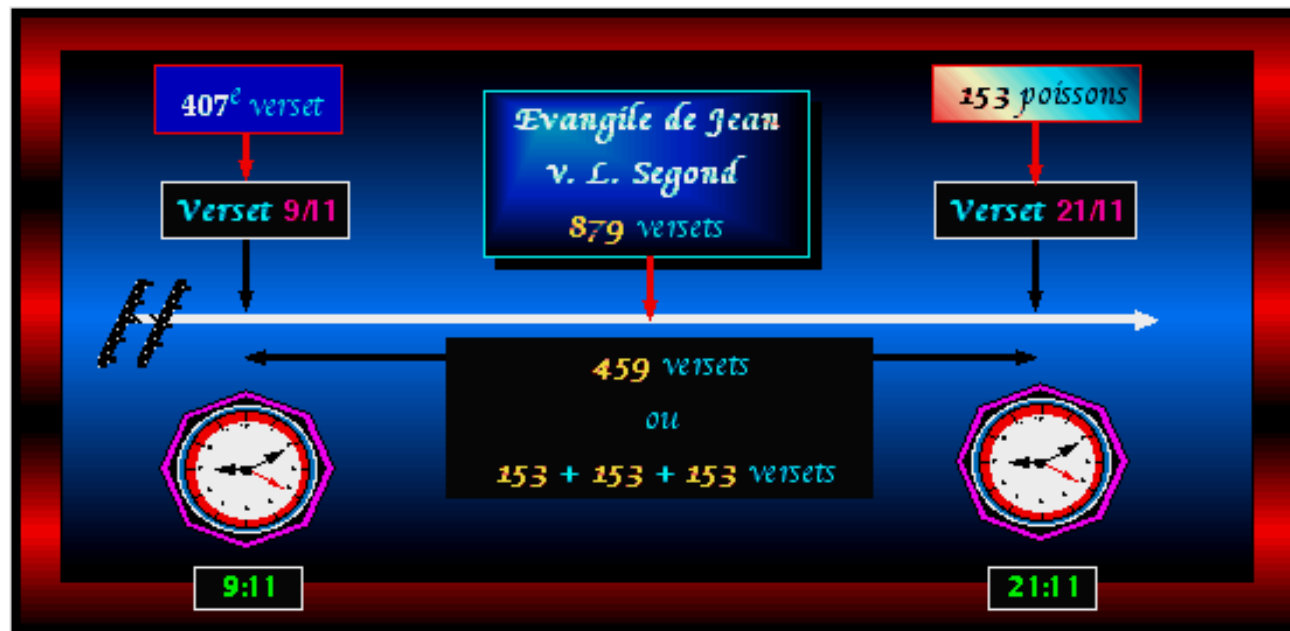 407e verset
Verset 9/11
Evangile de Jean
V. L. Segond
879 versets
153 poissons
Verset 21/11
459 versets
ou
153 + 153 + 153 versets
9:11
21:11